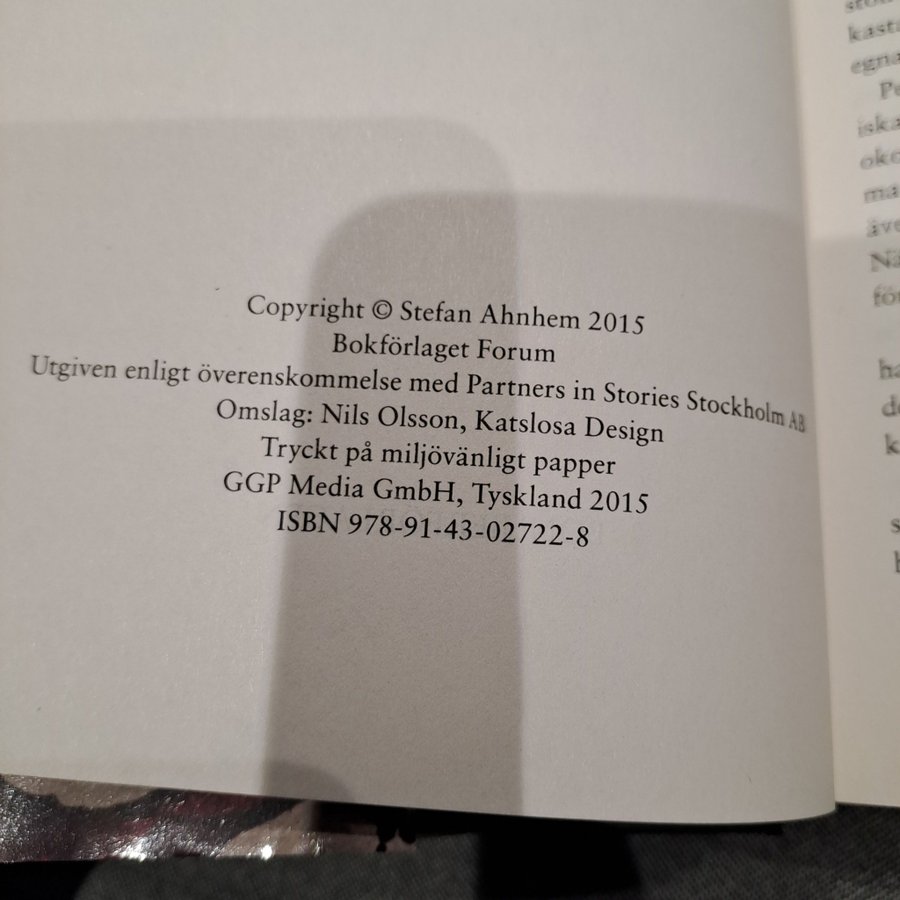 Copyright © Stefan Ahnhem 2015
Bokförlaget Forum
Utgiven enligt överenskommelse med Partners in Stories Stockholm AB
Omslag: Nils Olsson, Katslosa Design
Tryckt på miljövänligt papper
GGP Media GmbH, Tyskland 2015
ISBN 978-91-43-02722-8